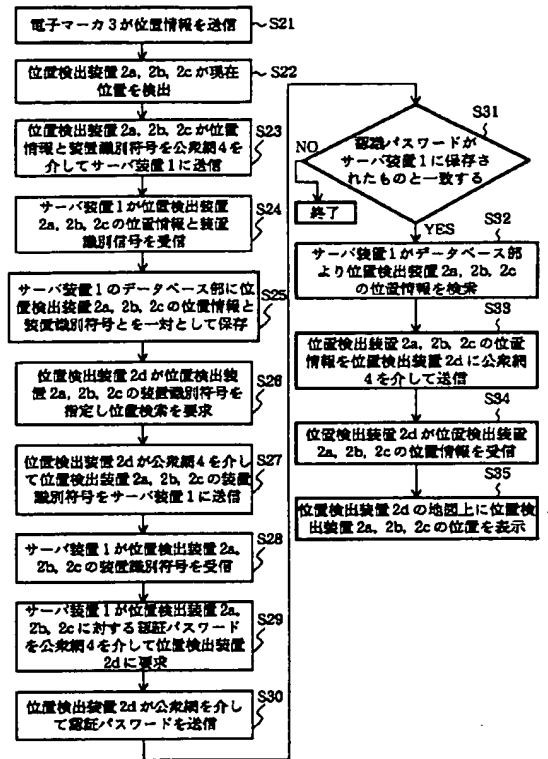 電子マーカ3が位置情報を送信
S21
位置検出装置2a, 2b, 2cが現在
位置を検出
S22
位置検出装置2a, 2b, 2cが位置
情報と装置識別符号を公衆網4を
介してサーバ装置1に送信
S23
サーバ装置1が位置検出装置
2a, 2b, 2cの位置情報と装置
識別信号を受信
S24
サーバ装置1のデータベース部に位
置検出装置2a, 2b, 2cの位置情報と
装置識別符号とを一対として保存
S25
位置検出装置2dが位置検出装
置2a, 2b, 2cの装置識別符号を
指定し位置検索を要求
S26
位置検出装置2dが公衆網4を介し
て位置検出装置2a, 2b, 2cの装置
識別符号をサーバ装置1に送信
S27
サーバ装置1が位置検出装置2a,
2b, 2cの装置識別符号を受信
S28
サーバ装置1が位置検出装置2a,
2b, 2cに対する認証パスワード
を公衆網4を介して位置検出装置
2dに要求
S29
位置検出装置2dが公衆網を介し
て認証パスワードを送信
S30
S31
認識パスワードが
サーバ装置1に保存され
たものと一致する
NO
終了
YES
S32
サーバ装置1がデータベース部
より位置検出装置2a, 2b, 2c
の位置情報を検索
S33
位置検出装置2a, 2b, 2cの位置
情報を位置検出装置2dに公衆網
4を介して送信
S34
位置検出装置2dが位置検出装置
2a, 2b, 2cの位置情報を受信
S35
位置検出装置2dの地図上に位置検
出装置2a, 2b, 2cの位置を表示